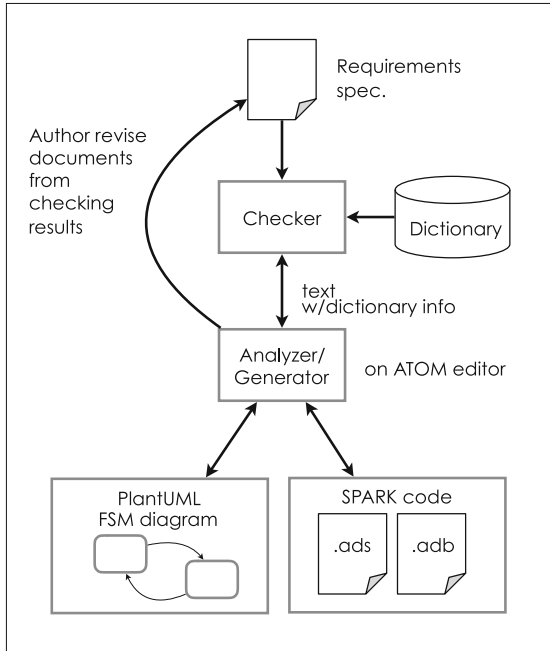 Requirements
spec.
Author revise
documents
from
checking
results
Checker
Dictionary
text
w/dictionary info
Analyzer/
Generator
on ATOM editor
PlantUML
FSM diagram
SPARK code
.ads
.adb